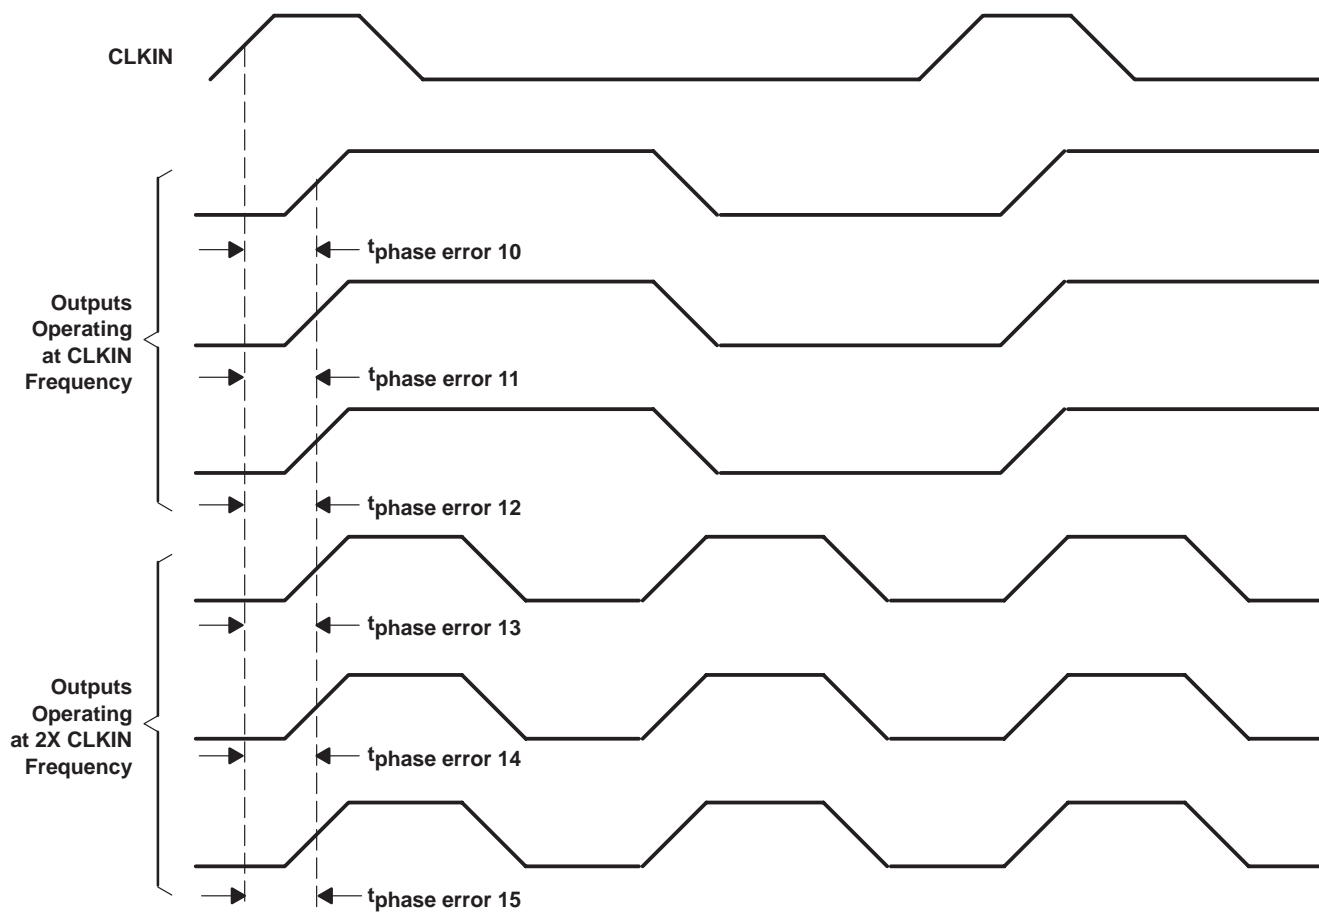 CLKIN
tphase error 10
Outputs
Operating
at CLKIN
Frequency
tphase error 11
tphase error 12
tphase error 13
Outputs
Operating
at 2X CLKIN
Frequency
tphase error 14
tphase error 15